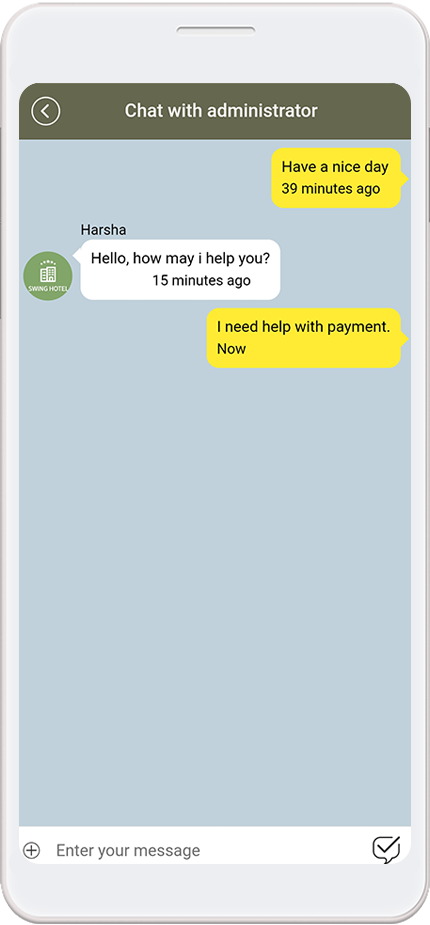 Chat with administrator
Have a nice day
39 minutes ago
Harsha
Hello, how may i help you?
15 minutes ago
SWING HOTEL
I need help with payment.
Now
Enter your message